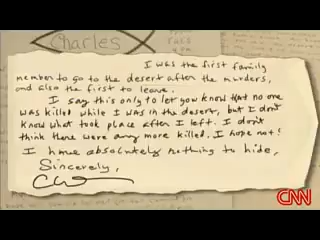 Charles
I was the first family
member to go to the desert after the murders,
and also the first to leave.
I say this only to let you know that no one
was killed while I was in the desert, but I don't
know what took place after I left. I don't
think there were any more killed. I hope not!
I have absolutely nothing to hide,
Sincerely,
CW
CNN